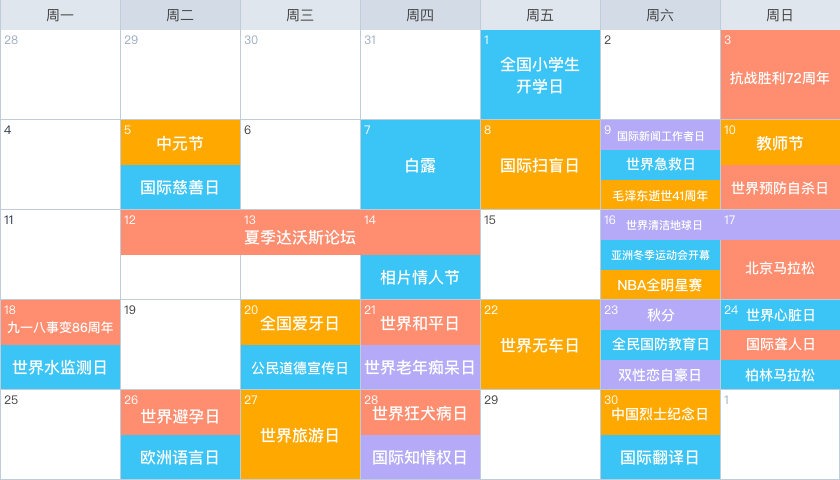 周一 周二 周三 周四 周五 周六 周日
28 29 30 31 1 2 3
全国小学生
开学日
抗战胜利72周年
4 5 6 7 8 9 10
中元节
国际慈善日
白露
国际扫盲日
国际新闻工作者日
世界急救日
毛泽东逝世41周年
教师节
世界预防自杀日
11 12 13 14 15 16 17
夏季达沃斯论坛
相片情人节
世界清洁地球日
亚洲冬季运动会开幕
NBA全明星赛
北京马拉松
18 19 20 21 22 23 24
九一八事变86周年
世界水监测日
全国爱牙日
公民道德宣传日
世界和平日
世界老年痴呆日
世界无车日
秋分
全民国防教育日
双性恋自豪日
世界心脏日
国际聋人日
柏林马拉松
25 26 27 28 29 30 1
世界避孕日
欧洲语言日
世界旅游日
世界狂犬病日
国际知情权日
中国烈士纪念日
国际翻译日